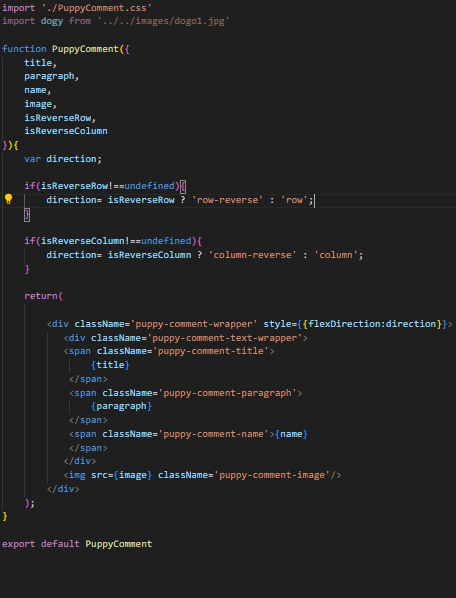 import './PuppyComment.css'
import dogy from '../../images/dogo1.jpg'
function PuppyComment({
title,
paragraph,
name,
image,
isReverseRow,
isReverseColumn
}){
var direction;
if(isReverseRow!==undefined){
direction= isReverseRow ? 'row-reverse' : 'row';
}
if(isReverseColumn!==undefined){
direction= isReverseColumn ? 'column-reverse' : 'column';
}
return(
<div className='puppy-comment-wrapper' style={{flexDirection:direction}}>
<div className='puppy-comment-text-wrapper'>
<span className='puppy-comment-title'>
{title}
</span>
<span className='puppy-comment-paragraph'>
{paragraph}
</span>
<span className='puppy-comment-name'>{name}
</span>
</div>
<img src={image} className='puppy-comment-image'/>
</div>
);
}
export default PuppyComment